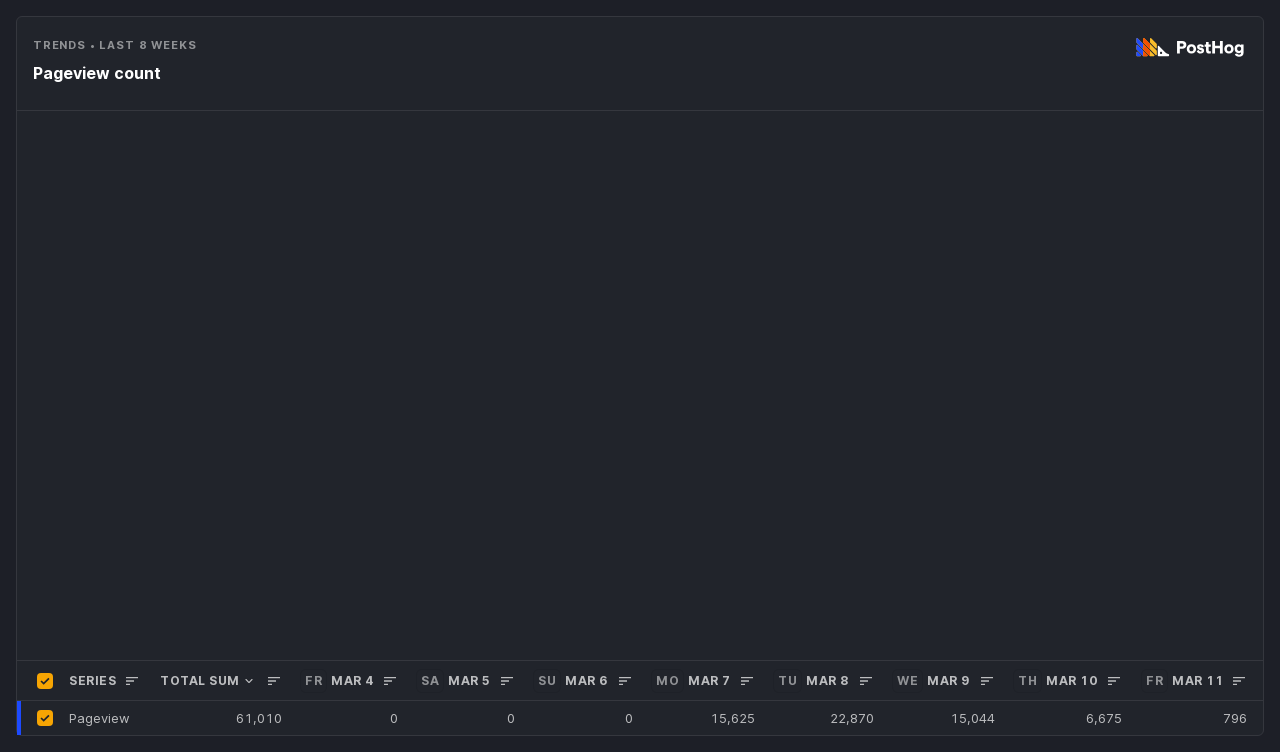 TRENDS • LAST 8 WEEKS
PostHog
Pageview count
SERIES TOTAL SUM FR MAR 4 SA MAR 5 SU MAR 6 MO MAR 7 TU MAR 8 WE MAR 9 TH MAR 10 FR MAR 11
Pageview 61,010 0 0 0 15,625 22,870 15,044 6,675 796